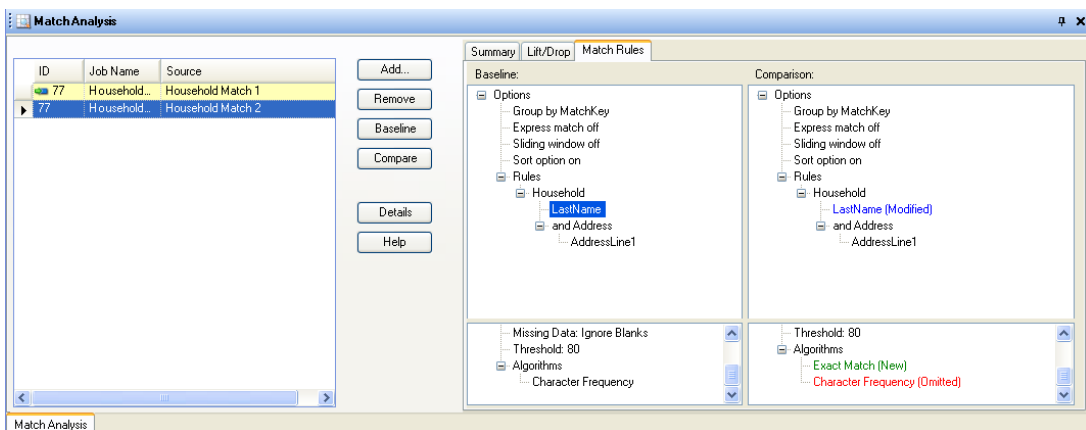 Match Analysis
ID Job Name Source
77 Household... Household Match 1
77 Household... Household Match 2
Add...
Remove
Baseline
Compare
Details
Help
Summary Lift/Drop Match Rules
Baseline:
Options
Group by MatchKey
Express match off
Sliding window off
Sort option on
Rules
Household
LastName
and Address
AddressLine1
Missing Data: Ignore Blanks
Threshold: 80
Algorithms
Character Frequency
Comparison:
Options
Group by MatchKey
Express match off
Sliding window off
Sort option on
Rules
Household
LastName (Modified)
and Address
AddressLine1
Threshold: 80
Algorithms
Exact Match (New)
Character Frequency (Omitted)
Match Analysis